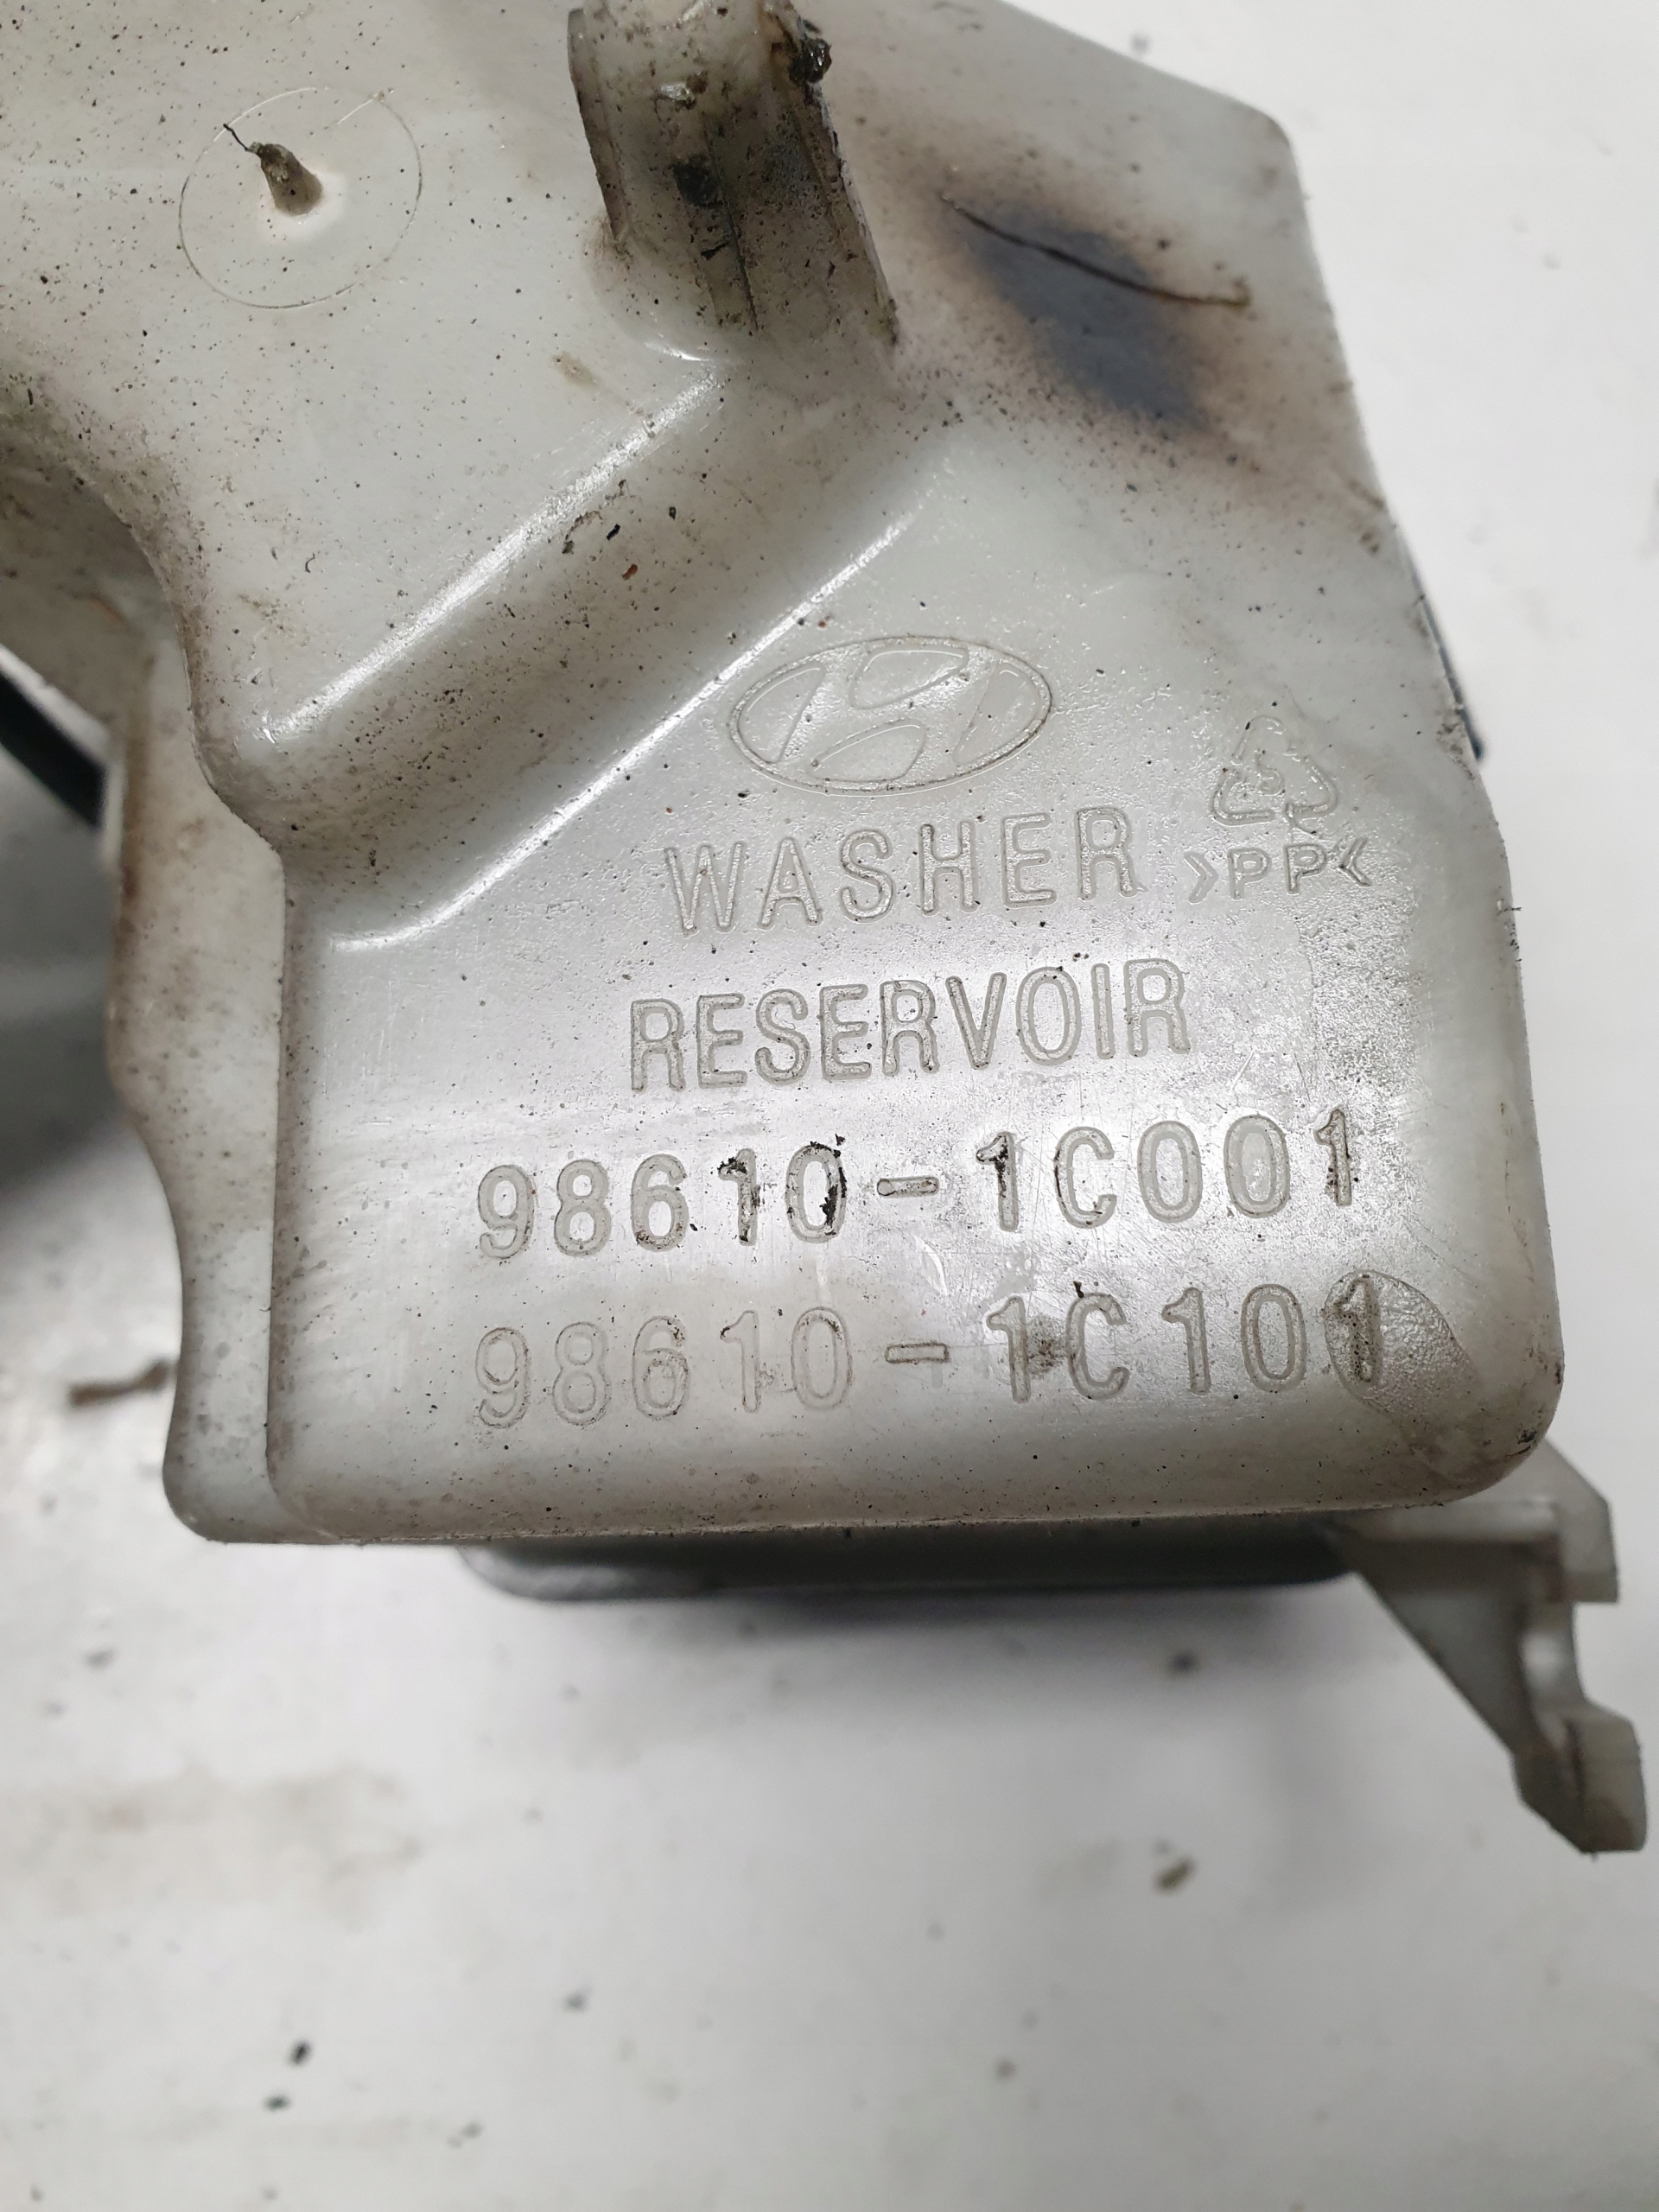 WASHER
>PP<
RESERVOIR
98610-1C001
98610-1C101